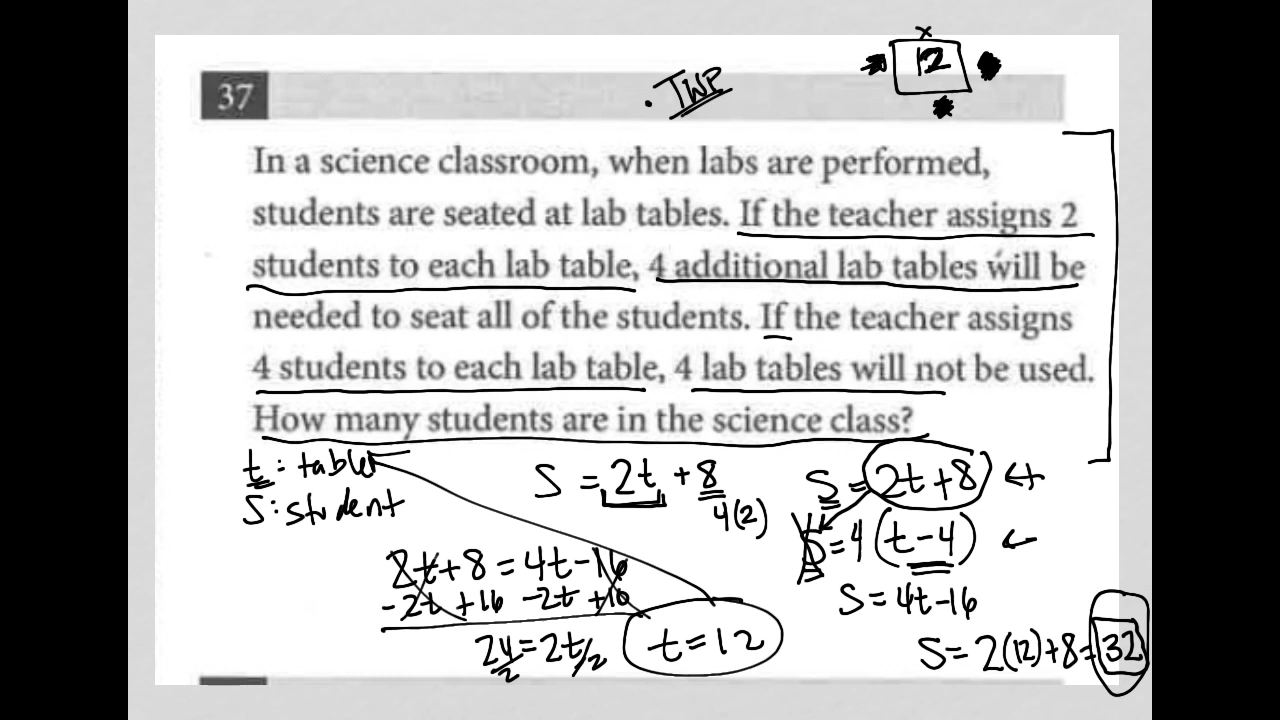 12
37
. TWP
In a science classroom, when labs are performed,
students are seated at lab tables. If the teacher assigns 2
students to each lab table, 4 additional lab tables will be
needed to seat all of the students. If the teacher assigns
4 students to each lab table, 4 lab tables will not be used.
How many students are in the science class?
t: tables
S: student
S = 2t + 8
4(2)
S = 2t+8
S=4(t-4)
S= 4t-16
S= 2(12)+8= 32
2t+8 = 4t-16
-2t +16 -2t +16
24/2 = 2t/2
t=12